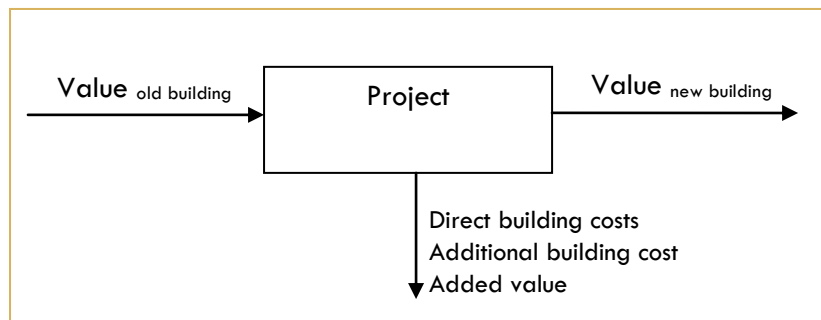 Value old building
Project
Value new building
Direct building costs
Additional building cost
Added value